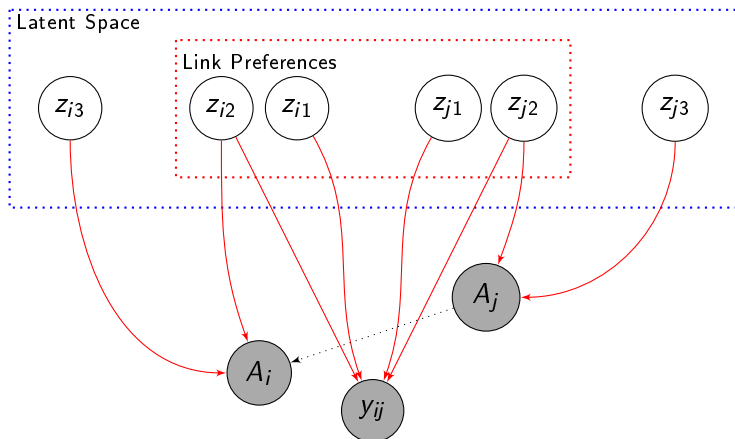 Latent Space
Link Preferences
z_{i3} z_{i2} z_{i1} z_{j1} z_{j2} z_{j3}
A_j
A_i
y_{ij}